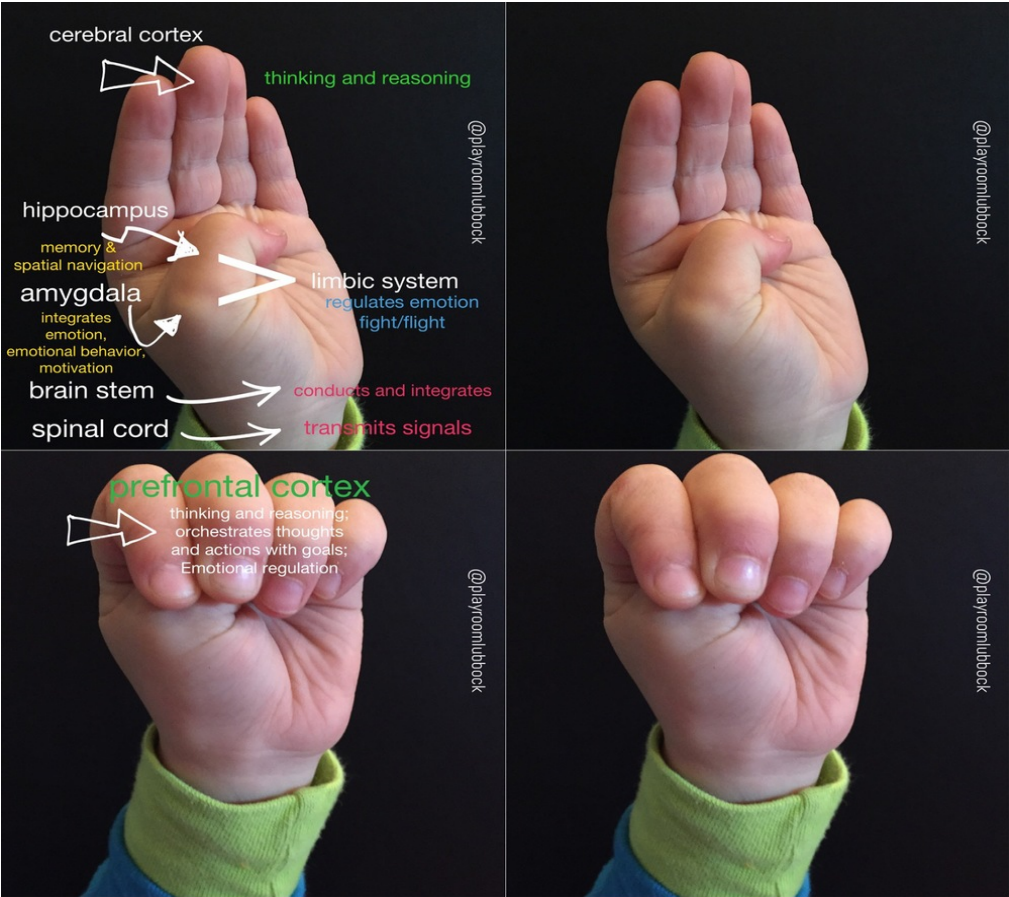 cerebral cortex
thinking and reasoning
@playroomlubbock
@playroomlubbock
hippocampus
memory &
spatial navigation
amygdala
integrates
emotion,
emotional behavior,
motivation
limbic system
regulates emotion
fight/flight
brain stem
conducts and integrates
spinal cord
transmits signals
prefrontal cortex
thinking and reasoning;
orchestrates thoughts
and actions with goals;
Emotional regulation
@playroomlubbock
@playroomlubbock